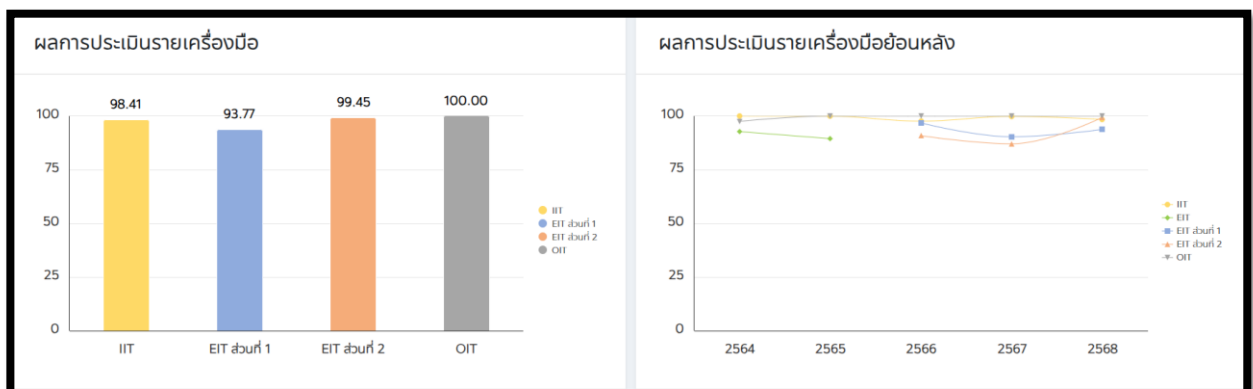 ผลการประเมินรายเครื่องมือ
98.41
93.77
99.45
100.00
100
75
50
25
0
IIT
EIT ส่วนที่ 1
EIT ส่วนที่ 2
OIT
IIT
EIT ส่วนที่ 1
EIT ส่วนที่ 2
OIT
ผลการประเมินรายเครื่องมือย้อนหลัง
100
75
50
25
0
2564
2565
2566
2567
2568
IIT
EIT
EIT ส่วนที่ 1
EIT ส่วนที่ 2
OIT